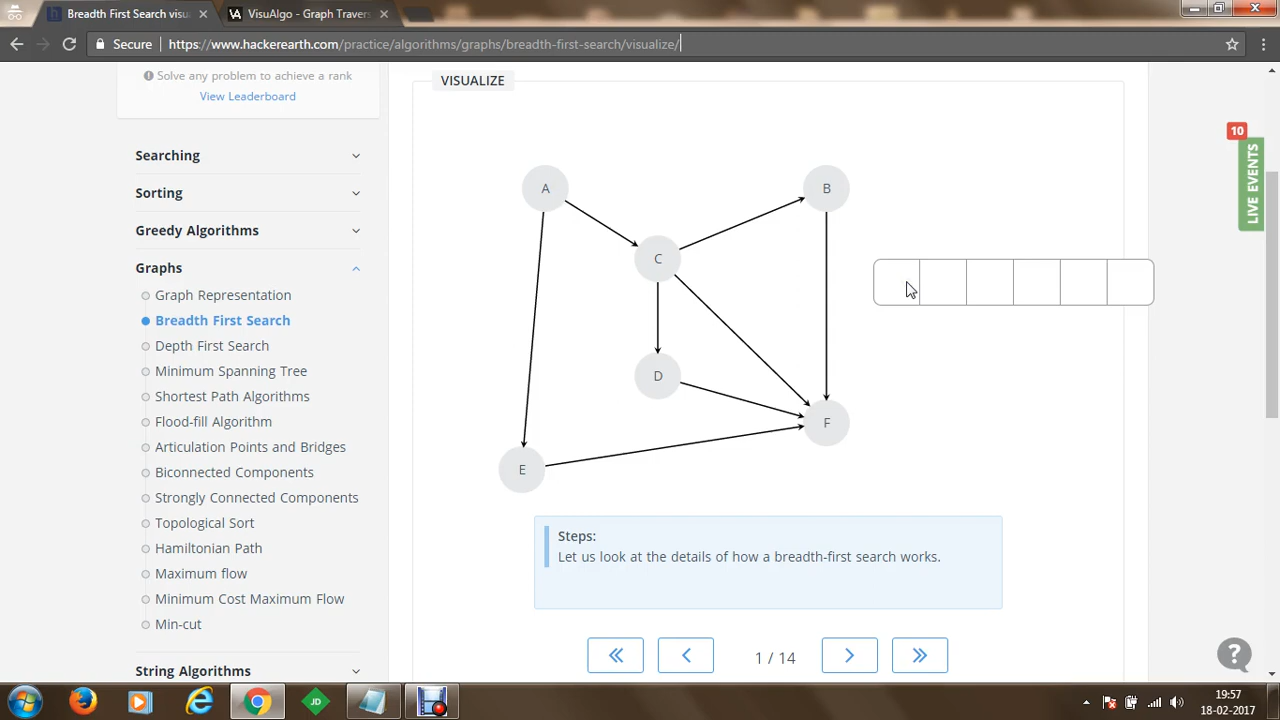 Breadth First Search visu
VisuAlgo - Graph Travers
Secure
https://www.hackerearth.com/practice/algorithms/graphs/breadth-first-search/visualize/
Solve any problem to achieve a rank
View Leaderboard
Searching
Sorting
Greedy Algorithms
Graphs
Graph Representation
Breadth First Search
Depth First Search
Minimum Spanning Tree
Shortest Path Algorithms
Flood-fill Algorithm
Articulation Points and Bridges
Biconnected Components
Strongly Connected Components
Topological Sort
Hamiltonian Path
Maximum flow
Minimum Cost Maximum Flow
Min-cut
String Algorithms
VISUALIZE
A
B
C
D
F
E
Steps:
Let us look at the details of how a breadth-first search works.
1 / 14
10
LIVE EVENTS
?
JD
19:57
18-02-2017